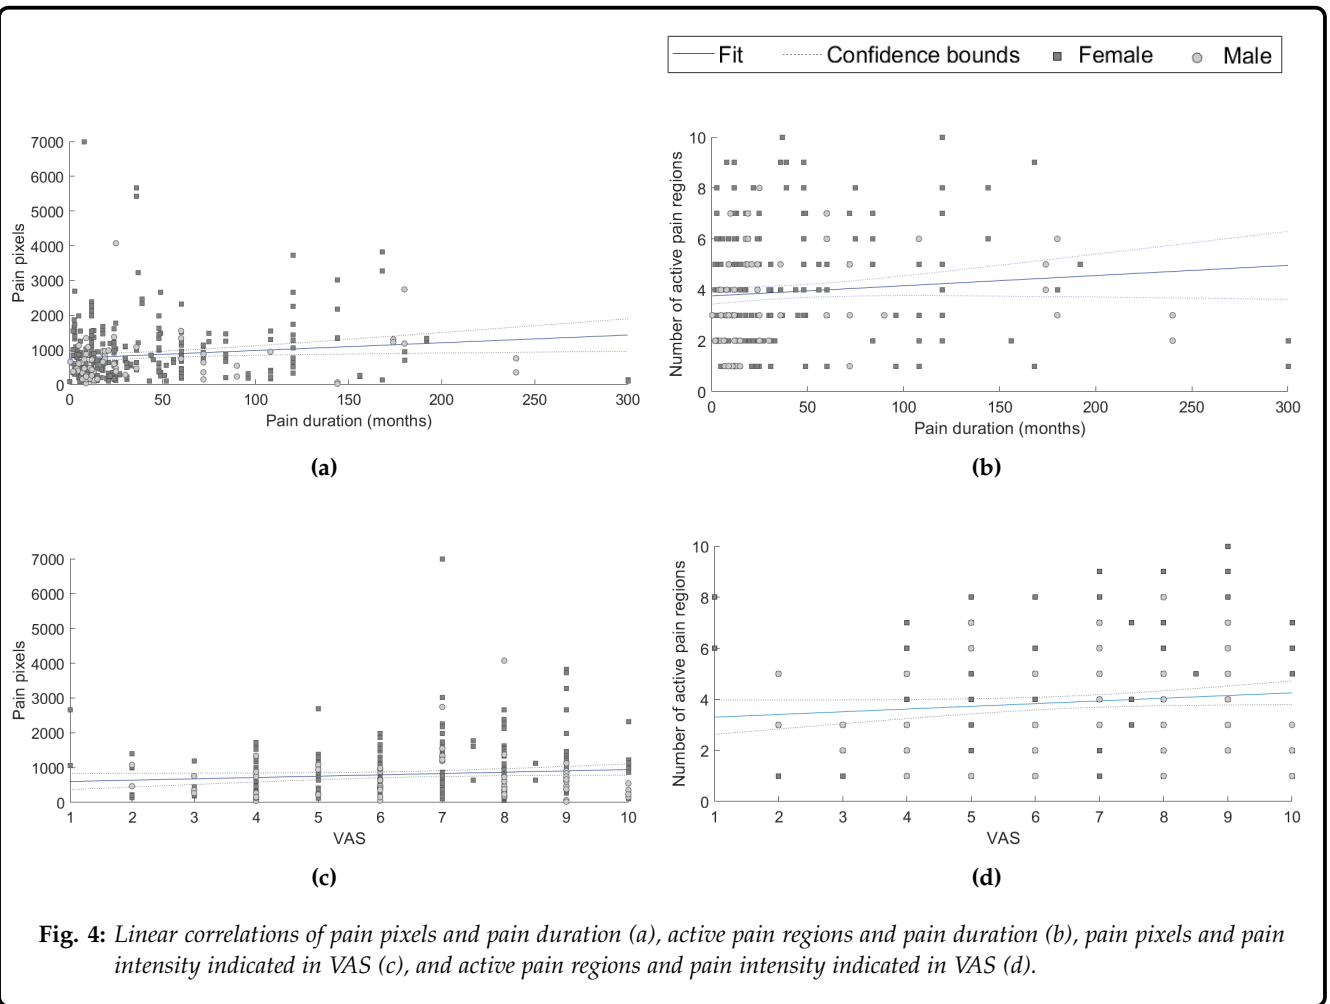 Fit Confidence bounds Female Male
7000
6000
5000
4000
3000
2000
1000
0
Pain pixels
0 50 100 150 200 250 300
Pain duration (months)
(a)
10
8
6
4
2
0
Number of active pain regions
0 50 100 150 200 250 300
Pain duration (months)
(b)
7000
6000
5000
4000
3000
2000
1000
0
Pain pixels
1 2 3 4 5 6 7 8 9 10
VAS
(c)
10
8
6
4
2
0
Number of active pain regions
1 2 3 4 5 6 7 8 9 10
VAS
(d)
Fig. 4: Linear correlations of pain pixels and pain duration (a), active pain regions and pain duration (b), pain pixels and pain
intensity indicated in VAS (c), and active pain regions and pain intensity indicated in VAS (d).